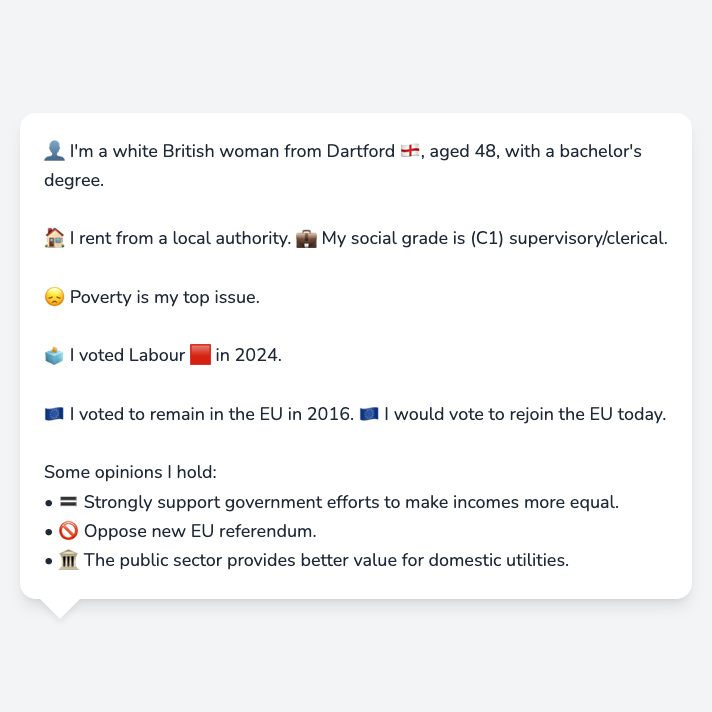 👤 I'm a white British woman from Dartford 🏴󠁧󠁢󠁥󠁮󠁧󠁿, aged 48, with a bachelor's
degree.
🏠 I rent from a local authority. 💼 My social grade is (C1) supervisory/clerical.
😞 Poverty is my top issue.
🗳️ I voted Labour 🟥 in 2024.
🇪🇺 I voted to remain in the EU in 2016. 🇪🇺 I would vote to rejoin the EU today.
Some opinions I hold:
• 🟰 Strongly support government efforts to make incomes more equal.
• 🚫 Oppose new EU referendum.
• 🏛️ The public sector provides better value for domestic utilities.